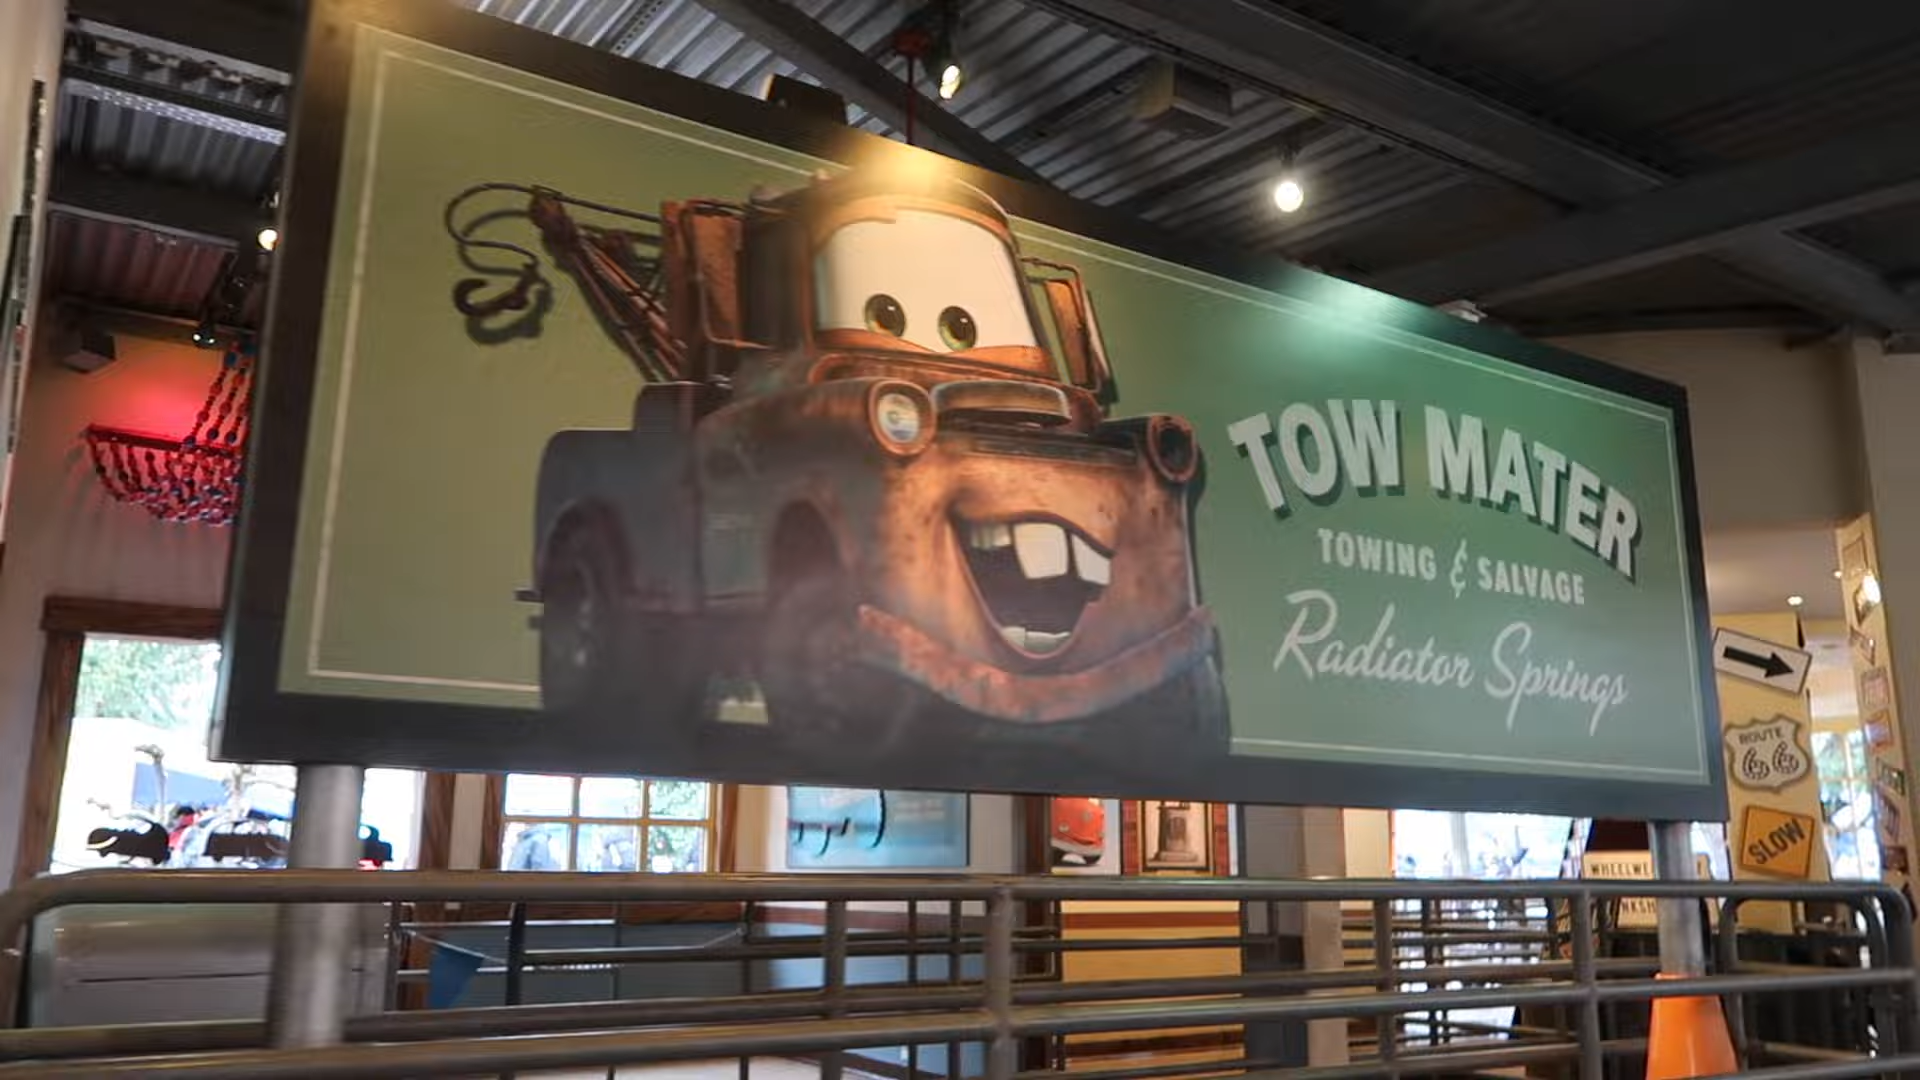 TOW MATER
TOWING & SALVAGE
Radiator Springs
ROUTE
66
SLOW